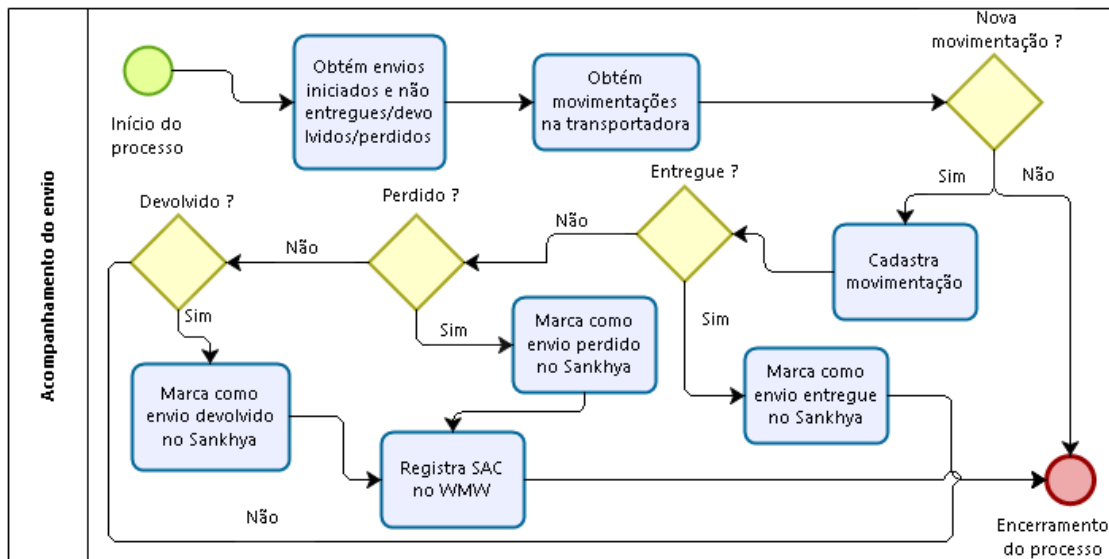 Acompanhamento do envio
Início do
processo
Obtém envios
iniciados e não
entregues/devo
lvidos/perdidos
Obtém
movimentações
na transportadora
Nova
movimentação ?
Sim
Não
Cadastra
movimentação
Entregue ?
Não
Sim
Marca como
envio entregue
no Sankhya
Perdido ?
Não
Sim
Marca como
envio perdido
no Sankhya
Devolvido ?
Sim
Marca como
envio devolvido
no Sankhya
Registra SAC
no WMW
Não
Encerramento
do processo